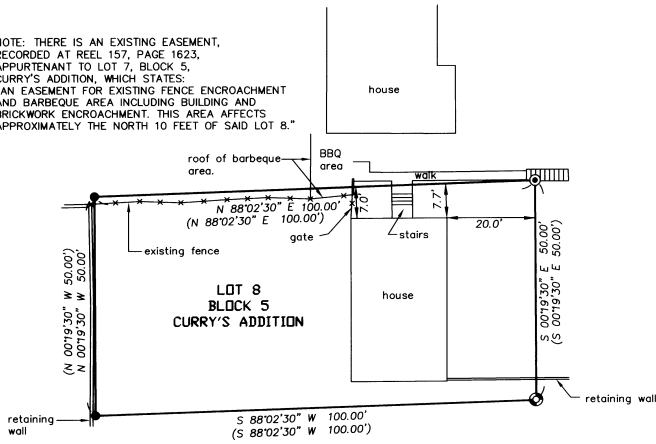 NOTE: THERE IS AN EXISTING EASEMENT,
RECORDED AT REEL 157, PAGE 1623,
APPURTENANT TO LOT 7, BLOCK 5,
CURRY'S ADDITION, WHICH STATES:
"AN EASEMENT FOR EXISTING FENCE ENCROACHMENT
AND BARBEQUE AREA INCLUDING BUILDING AND
BRICKWORK ENCROACHMENT. THIS AREA AFFECTS
APPROXIMATELY THE NORTH 10 FEET OF SAID LOT 8."
house
roof of barbeque
area.
BBQ
area
walk
N 88°02'30" E 100.00'
(N 88°02'30" E 100.00')
7.0'
7.7'
20.0'
gate
stairs
existing fence
(N 00°19'30" W 50.00')
N 00°19'30" W 50.00'
S 00°19'30" E 50.00'
(S 00°19'30" E 50.00')
LOT 8
BLOCK 5
CURRY'S ADDITION
house
retaining wall
retaining
wall
S 88°02'30" W 100.00'
(S 88°02'30" W 100.00')